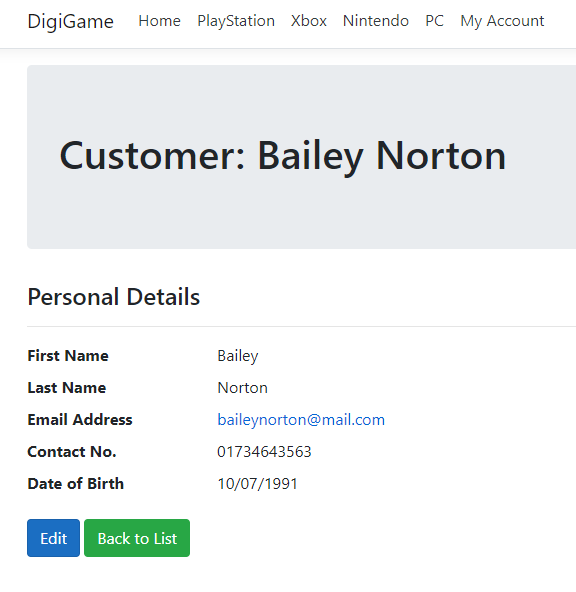 DigiGame Home PlayStation Xbox Nintendo PC My Account
Customer: Bailey Norton
Personal Details
First Name Bailey
Last Name Norton
Email Address baileynorton@mail.com
Contact No. 01734643563
Date of Birth 10/07/1991
Edit Back to List